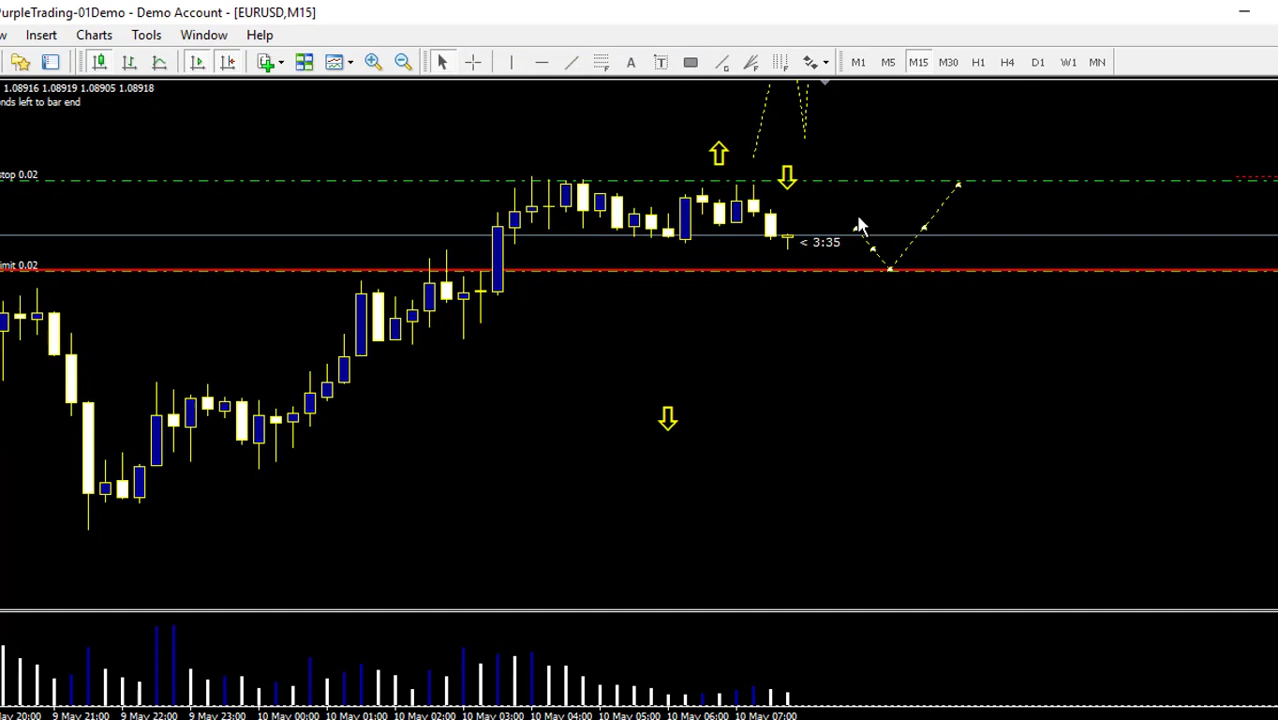 PurpleTrading-01Demo - Demo Account - [EURUSD,M15]
w Insert Charts Tools Window Help
A T M1 M5 M15 M30 H1 H4 D1 W1 MN
1.08916 1.08919 1.08905 1.08918
nds left to bar end
stop 0.02
< 3:35
imit 0.02
May 20:00 9 May 21:00 9 May 22:00 9 May 23:00 10 May 00:00 10 May 01:00 10 May 02:00 10 May 03:00 10 May 04:00 10 May 05:00 10 May 06:00 10 May 07:00